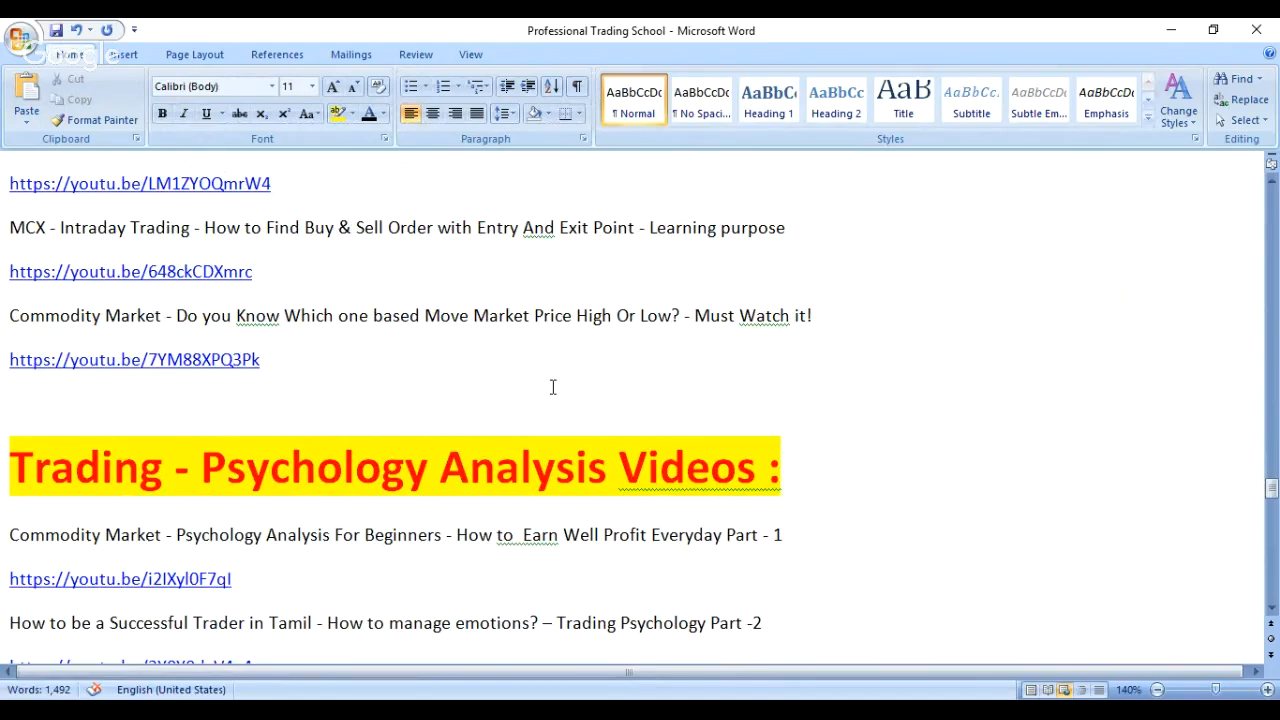 Professional Trading School - Microsoft Word
Home Insert Page Layout References Mailings Review View
Google
Paste
Cut
Copy
Format Painter
Clipboard
Calibri (Body) 11
Font
Paragraph
AaBbCcDc AaBbCcDc AaBbC AaBbCc AaB AaBbCc. AaBbCcDc AaBbCcDc
¶ Normal ¶ No Spaci... Heading 1 Heading 2 Title Subtitle Subtle Em... Emphasis
Styles
Change Styles
Find
Replace
Select
Editing
https://youtu.be/LM1ZYOQmrW4
MCX - Intraday Trading - How to Find Buy & Sell Order with Entry And Exit Point - Learning purpose
https://youtu.be/648ckCDXmrc
Commodity Market - Do you Know Which one based Move Market Price High Or Low? - Must Watch it!
https://youtu.be/7YM88XPQ3Pk
Trading - Psychology Analysis Videos :
Commodity Market - Psychology Analysis For Beginners - How to  Earn Well Profit Everyday Part - 1
https://youtu.be/i2IXyl0F7qI
How to be a Successful Trader in Tamil - How to manage emotions? – Trading Psychology Part -2
Words: 1,492 English (United States) 140%